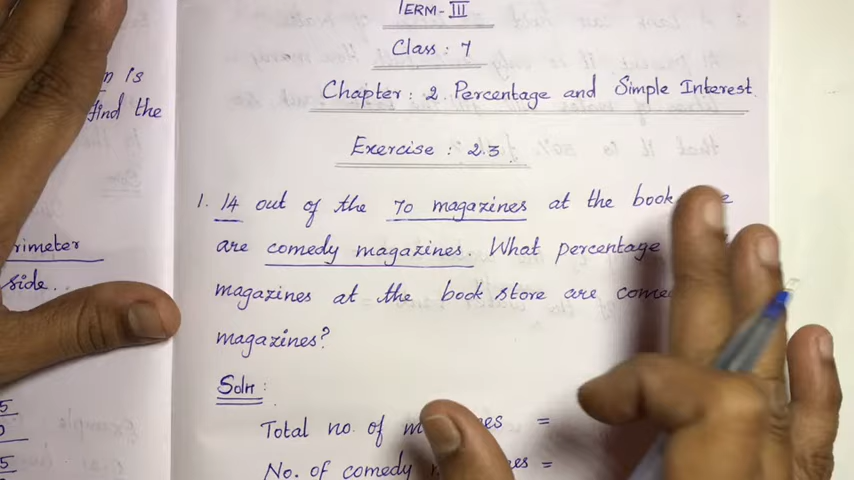 TERM-III
Class : 7
Chapter : 2. Percentage and Simple Interest
Exercise : 2.3
1. 14 out of the 70 magazines at the book
are comedy magazines. What percentage
magazines at the book store are
magazines?
Soln :
Total no. of =
No. of comedy =
is
find the
side.
5
5